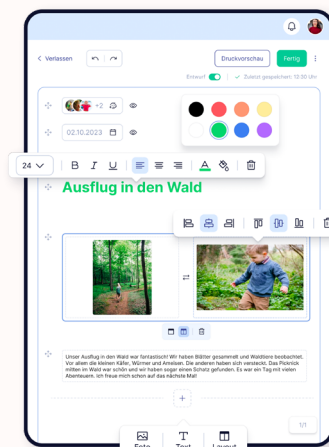 Verlassen
Druckvorschau
Fertig
Entwurf
Zuletzt gespeichert: 13:30 Uhr
+2
02.10.2023
24
B I U
A
Ausflug in den Wald
Unser Ausflug in den Wald war fantastisch! Wir haben Blätter gesammelt und Waldtiere beobachtet.
Vor allem die kleinen Käfer, Würmer und Ameisen. Die anderen haben sich versteckt. Das Picknick
mitten im Wald war schön und wir haben sogar einen Schatz gefunden. Es war ein Tag mit vielen
Abenteuern. Ich freue mich schon auf das nächste Mal!
1/1
Foto
Text
Layout